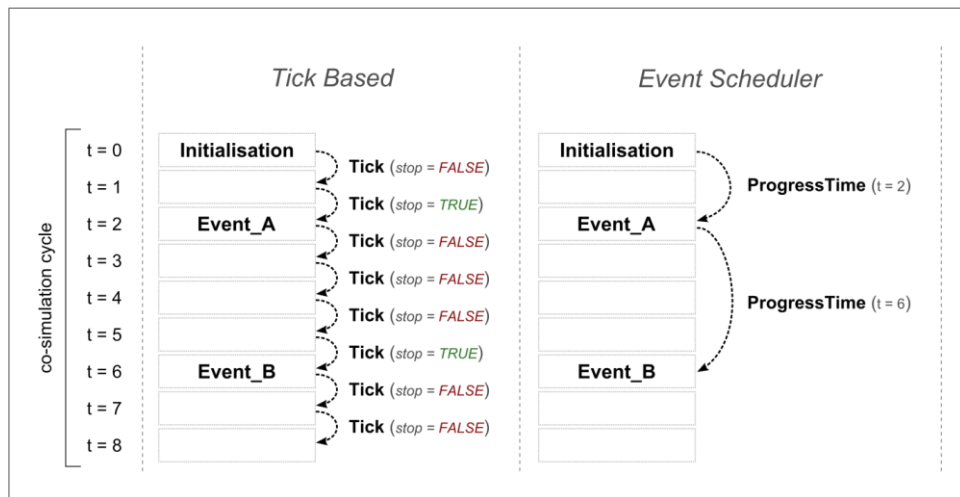 Tick Based
Event Scheduler
co-simulation cycle
t = 0
Initialisation
Initialisation
Tick (stop = FALSE)
t = 1
ProgressTime (t = 2)
Tick (stop = TRUE)
t = 2
Event_A
Event_A
Tick (stop = FALSE)
t = 3
Tick (stop = FALSE)
t = 4
ProgressTime (t = 6)
Tick (stop = FALSE)
t = 5
Tick (stop = TRUE)
t = 6
Event_B
Event_B
Tick (stop = FALSE)
t = 7
Tick (stop = FALSE)
t = 8